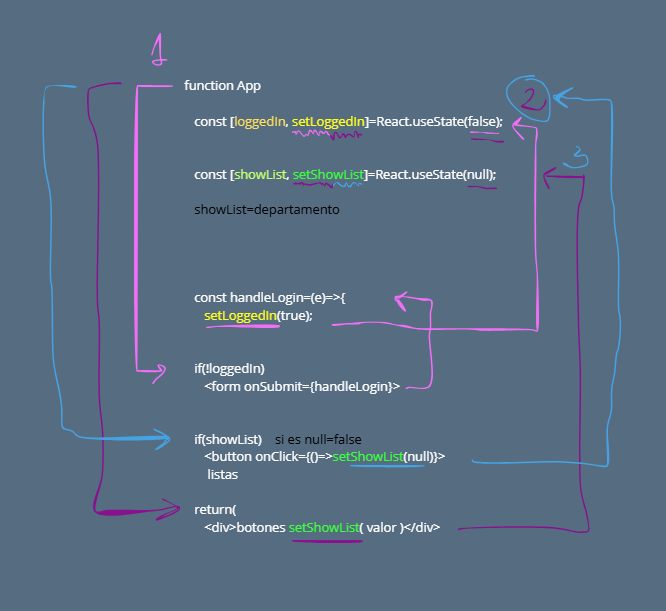 1
function App
2
const [loggedIn, setLoggedIn]=React.useState(false);
3
const [showList, setShowList]=React.useState(null);
showList=departamento
const handleLogin=(e)=>{
setLoggedIn(true);
if(!loggedIn)
<form onSubmit={handleLogin}>
if(showList) si es null=false
<button onClick={()=>setShowList(null)}>
listas
return(
<div>botones setShowList( valor )</div>